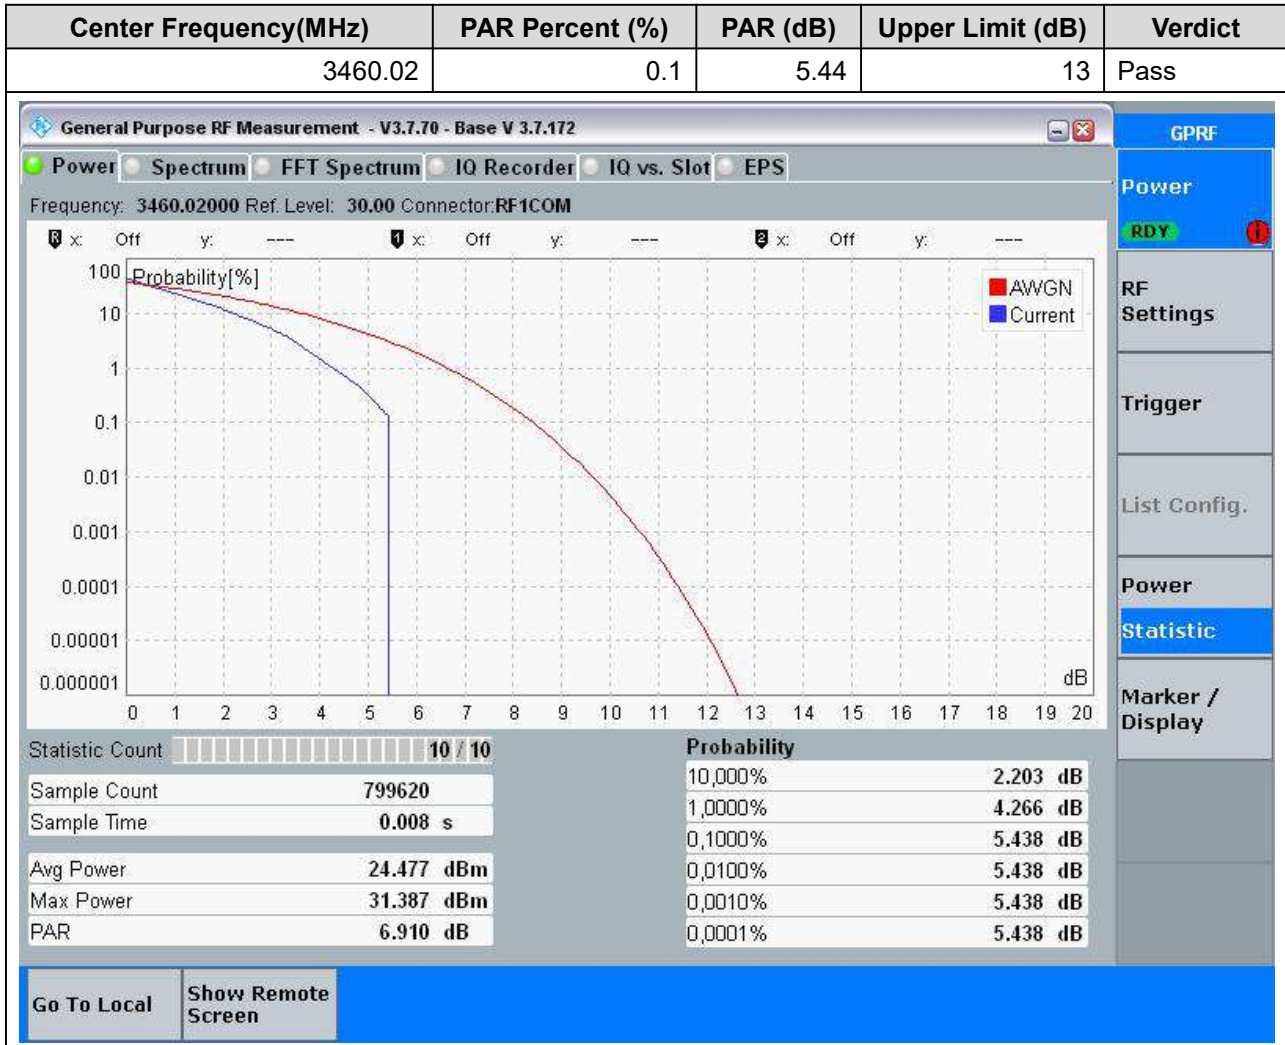 Center Frequency(MHz) PAR Percent (%) PAR (dB) Upper Limit (dB) Verdict
3460.02 0.1 5.44 13 Pass
General Purpose RF Measurement - V3.7.70 - Base V 3.7.172
GPRF
Power Spectrum FFT Spectrum IQ Recorder IQ vs. Slot EPS
Frequency: 3460.02000 Ref. Level: 30.00 Connector:RF1COM
R x: Off y: --- 1 x: Off y: --- 2 x: Off y: ---
Probability[%]
100
10
1
0.1
0.01
0.001
0.0001
0.00001
0.000001
AWGN
Current
dB
0 1 2 3 4 5 6 7 8 9 10 11 12 13 14 15 16 17 18 19 20
Statistic Count 10 / 10
Sample Count 799620
Sample Time 0.008 s
Avg Power 24.477 dBm
Max Power 31.387 dBm
PAR 6.910 dB
Probability
10,000% 2.203 dB
1,0000% 4.266 dB
0,1000% 5.438 dB
0,0100% 5.438 dB
0,0010% 5.438 dB
0,0001% 5.438 dB
Power
RDY i
RF
Settings
Trigger
List Config.
Power
Statistic
Marker /
Display
Go To Local
Show Remote
Screen